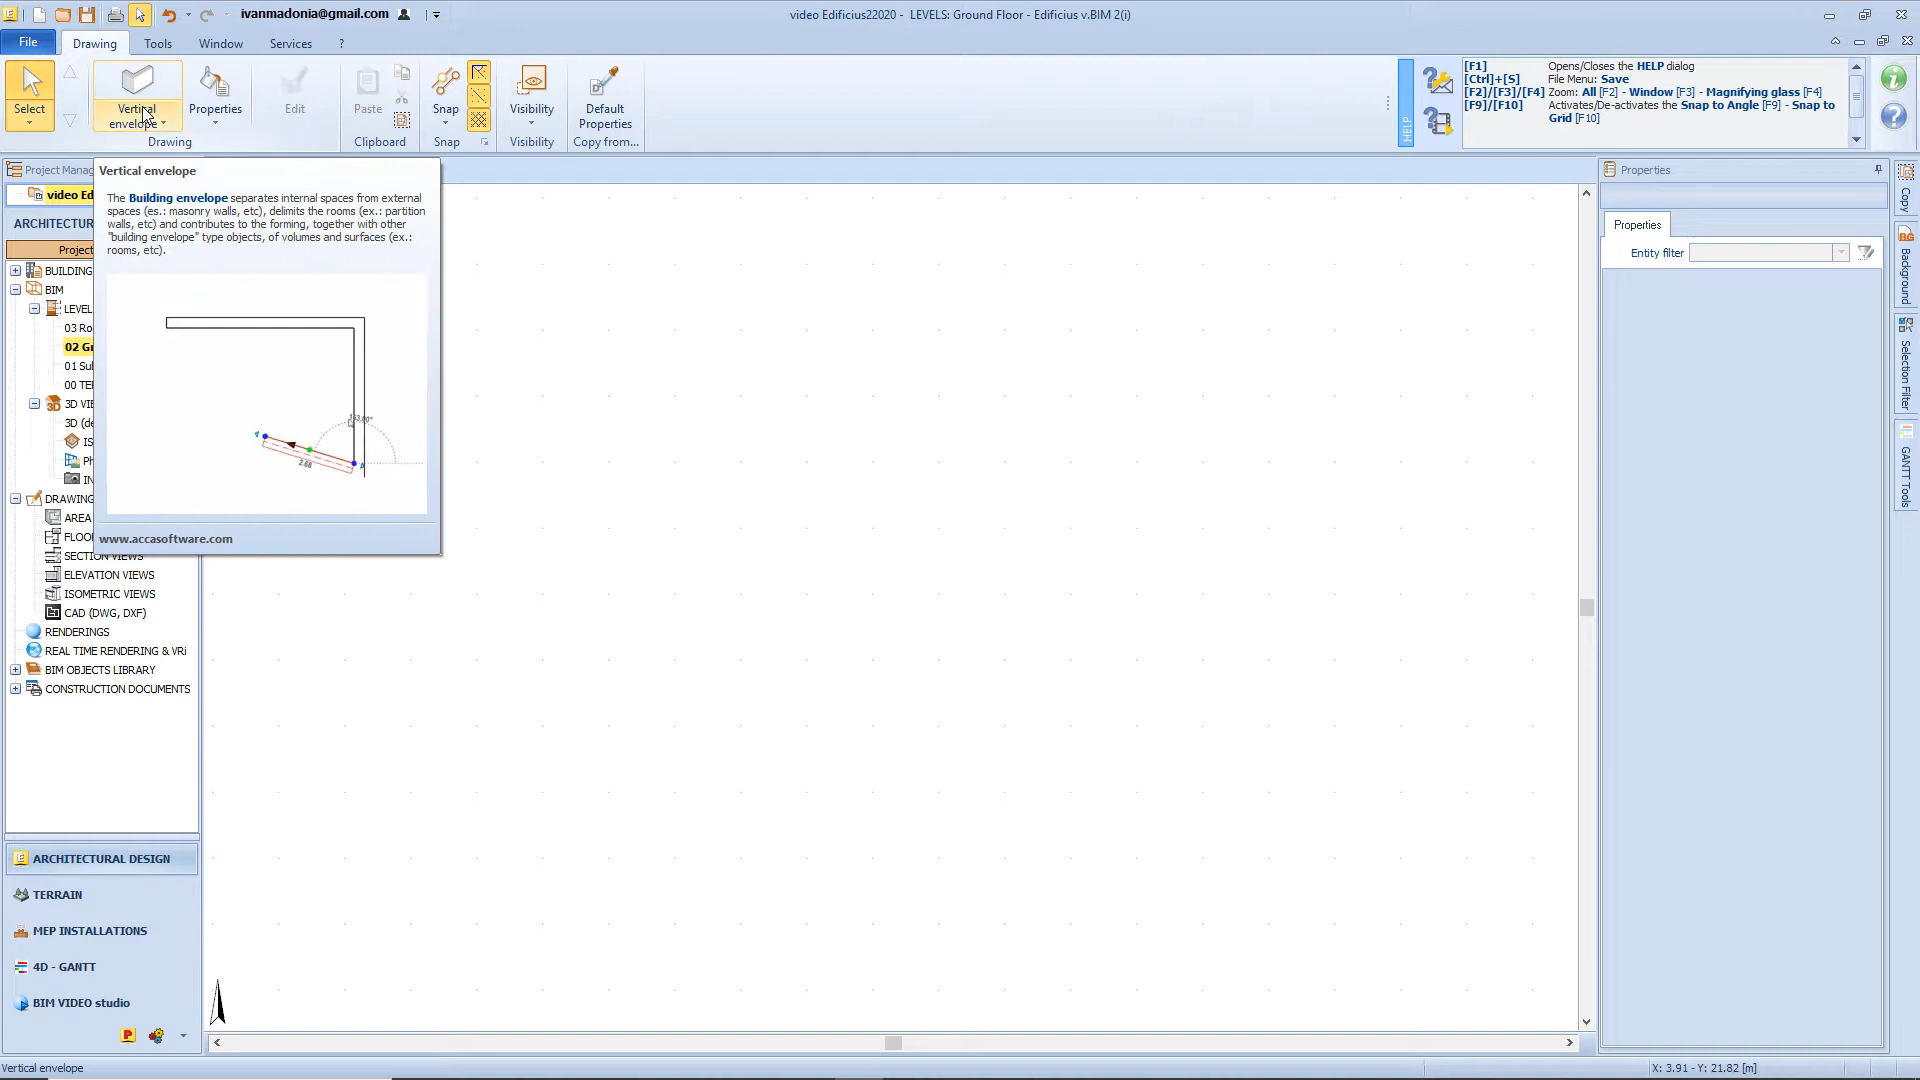 ivanmadonia@gmail.com
video Edificius22020 - LEVELS: Ground Floor - Edificius v.BIM 2(i)
File
Drawing
Tools
Window
Services
?
Select
Vertical
envelope
Properties
Edit
Paste
Snap
Visibility
Default
Properties
Drawing
Clipboard
Snap
Visibility
Copy from...
HELP
[F1] Opens/Closes the HELP dialog
[Ctrl]+[S] File Menu: Save
[F2]/[F3]/[F4] Zoom: All [F2] - Window [F3] - Magnifying glass [F4]
[F9]/[F10] Activates/De-activates the Snap to Angle [F9] - Snap to
Grid [F10]
Project Manag
video Ed
ARCHITECTUR
Project
BUILDING
BIM
LEVEL
03 Ro
02 Gr
01 Sul
00 TEF
3D VIE
3D (de
IS
Ph
IN
DRAWING
AREA
FLOO
SECTION VIEWS
ELEVATION VIEWS
ISOMETRIC VIEWS
CAD (DWG, DXF)
RENDERINGS
REAL TIME RENDERING & VRi
BIM OBJECTS LIBRARY
CONSTRUCTION DOCUMENTS
Vertical envelope
The Building envelope separates internal spaces from external
spaces (es.: masonry walls, etc), delimits the rooms (ex.: partition
walls, etc) and contributes to the forming, together with other
"building envelope" type objects, of volumes and surfaces (ex.:
rooms, etc).
2.68
www.accasoftware.com
ARCHITECTURAL DESIGN
TERRAIN
MEP INSTALLATIONS
4D - GANTT
BIM VIDEO studio
Properties
Properties
Entity filter
Copy
Background
Selection Filter
GANTT Tools
Vertical envelope
X: 3.91 - Y: 21.82 [m]